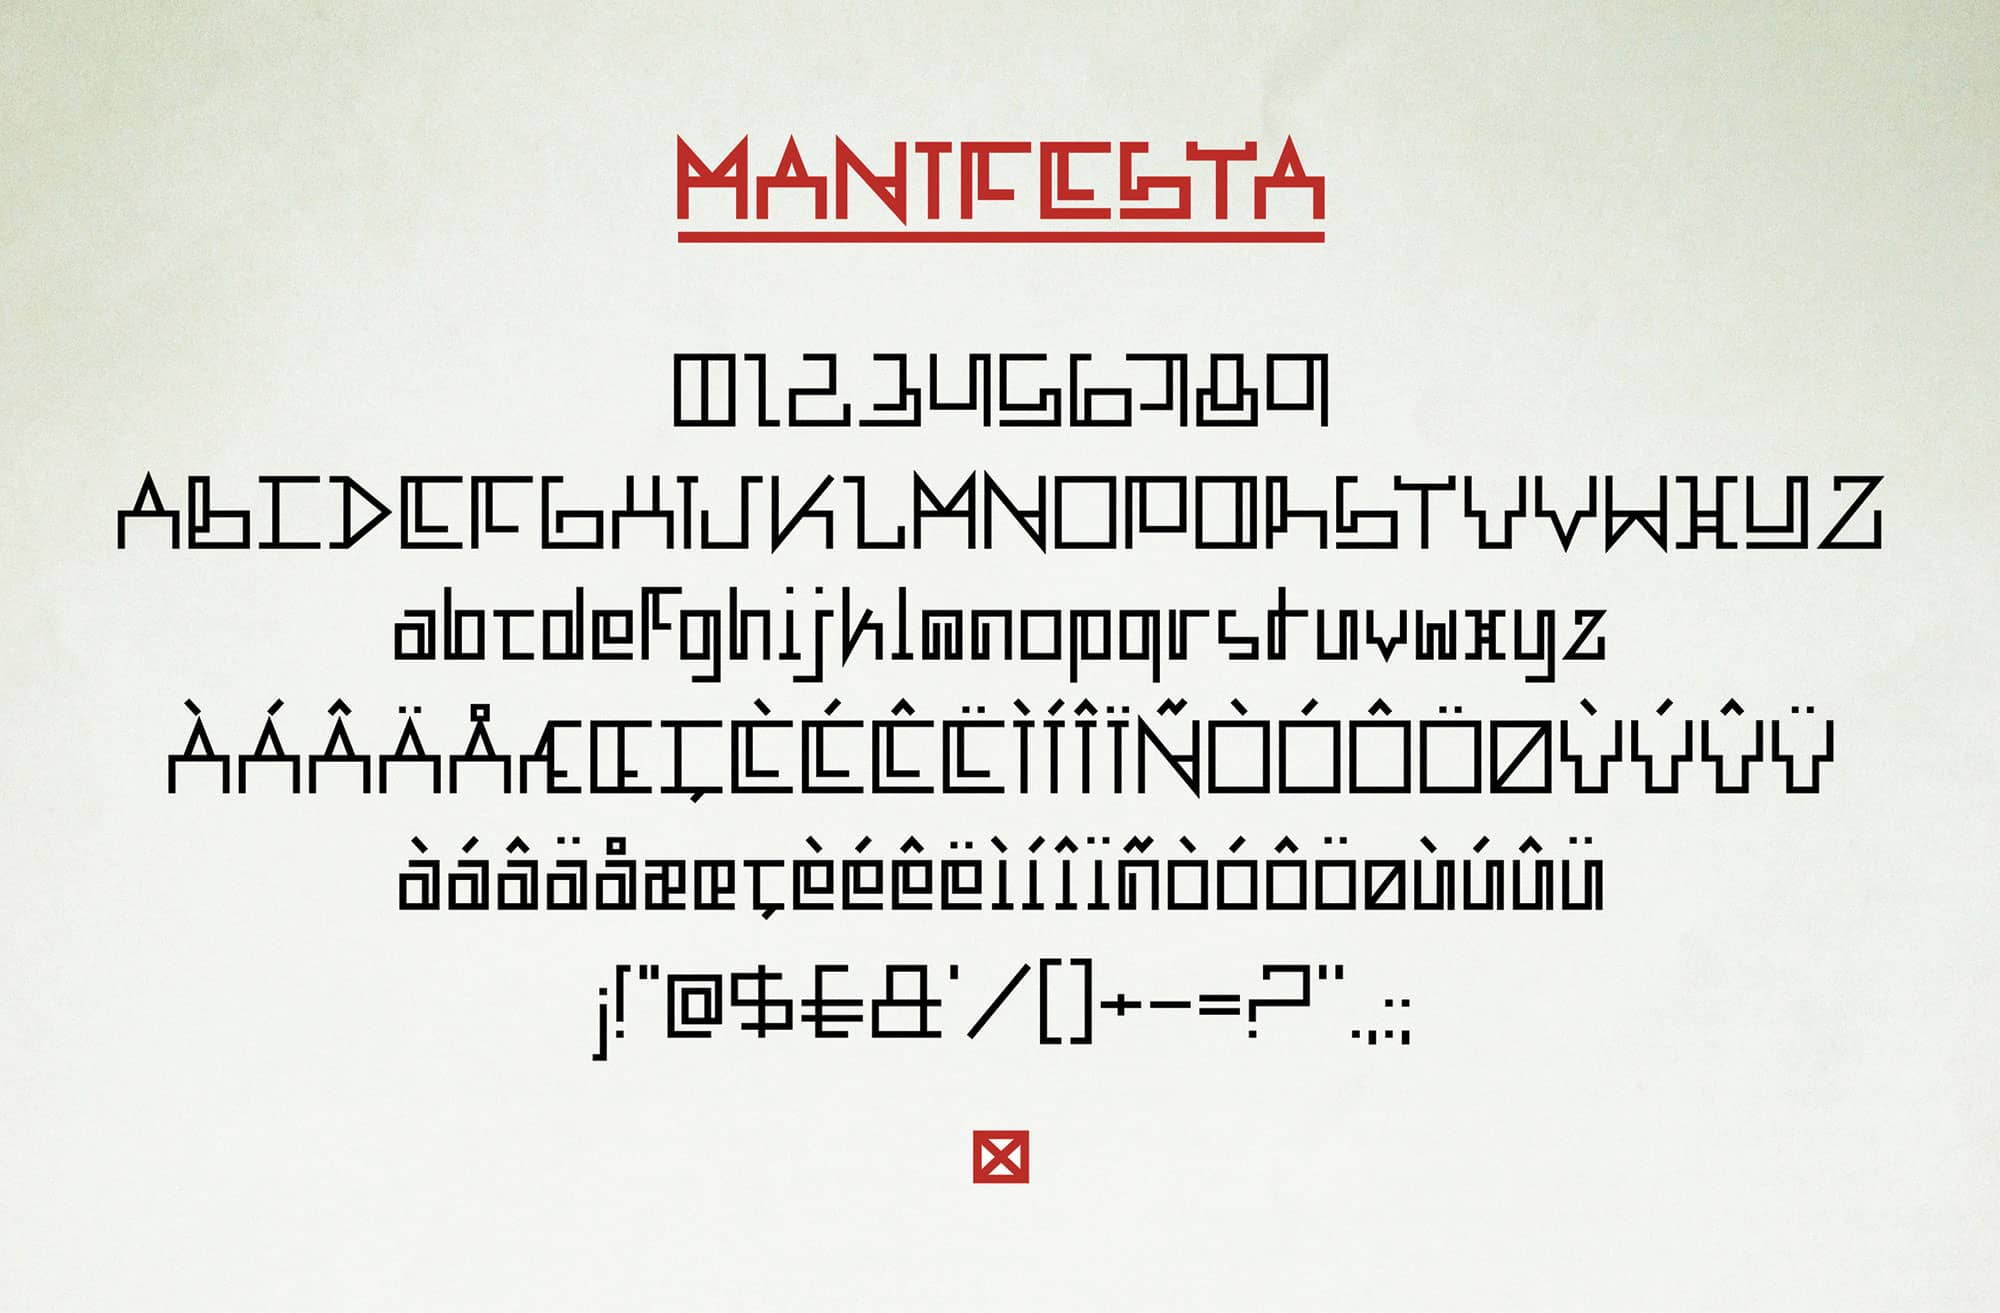 MANIFESTA
0123456789
ABCDEFGHIJKLMNOPQRSTUVWXYZ
abcdefghijklmnopqrstuvwxyz
ÀÁÂÄÅÆŒÇÈÉÊËÌÍÎÏÑÒÓÔÖØÙÚÛÜ
àáâäåæœçèéêëìíîïñòóôöøùúûü
j!"@$£&'/[]+-=?".,:;